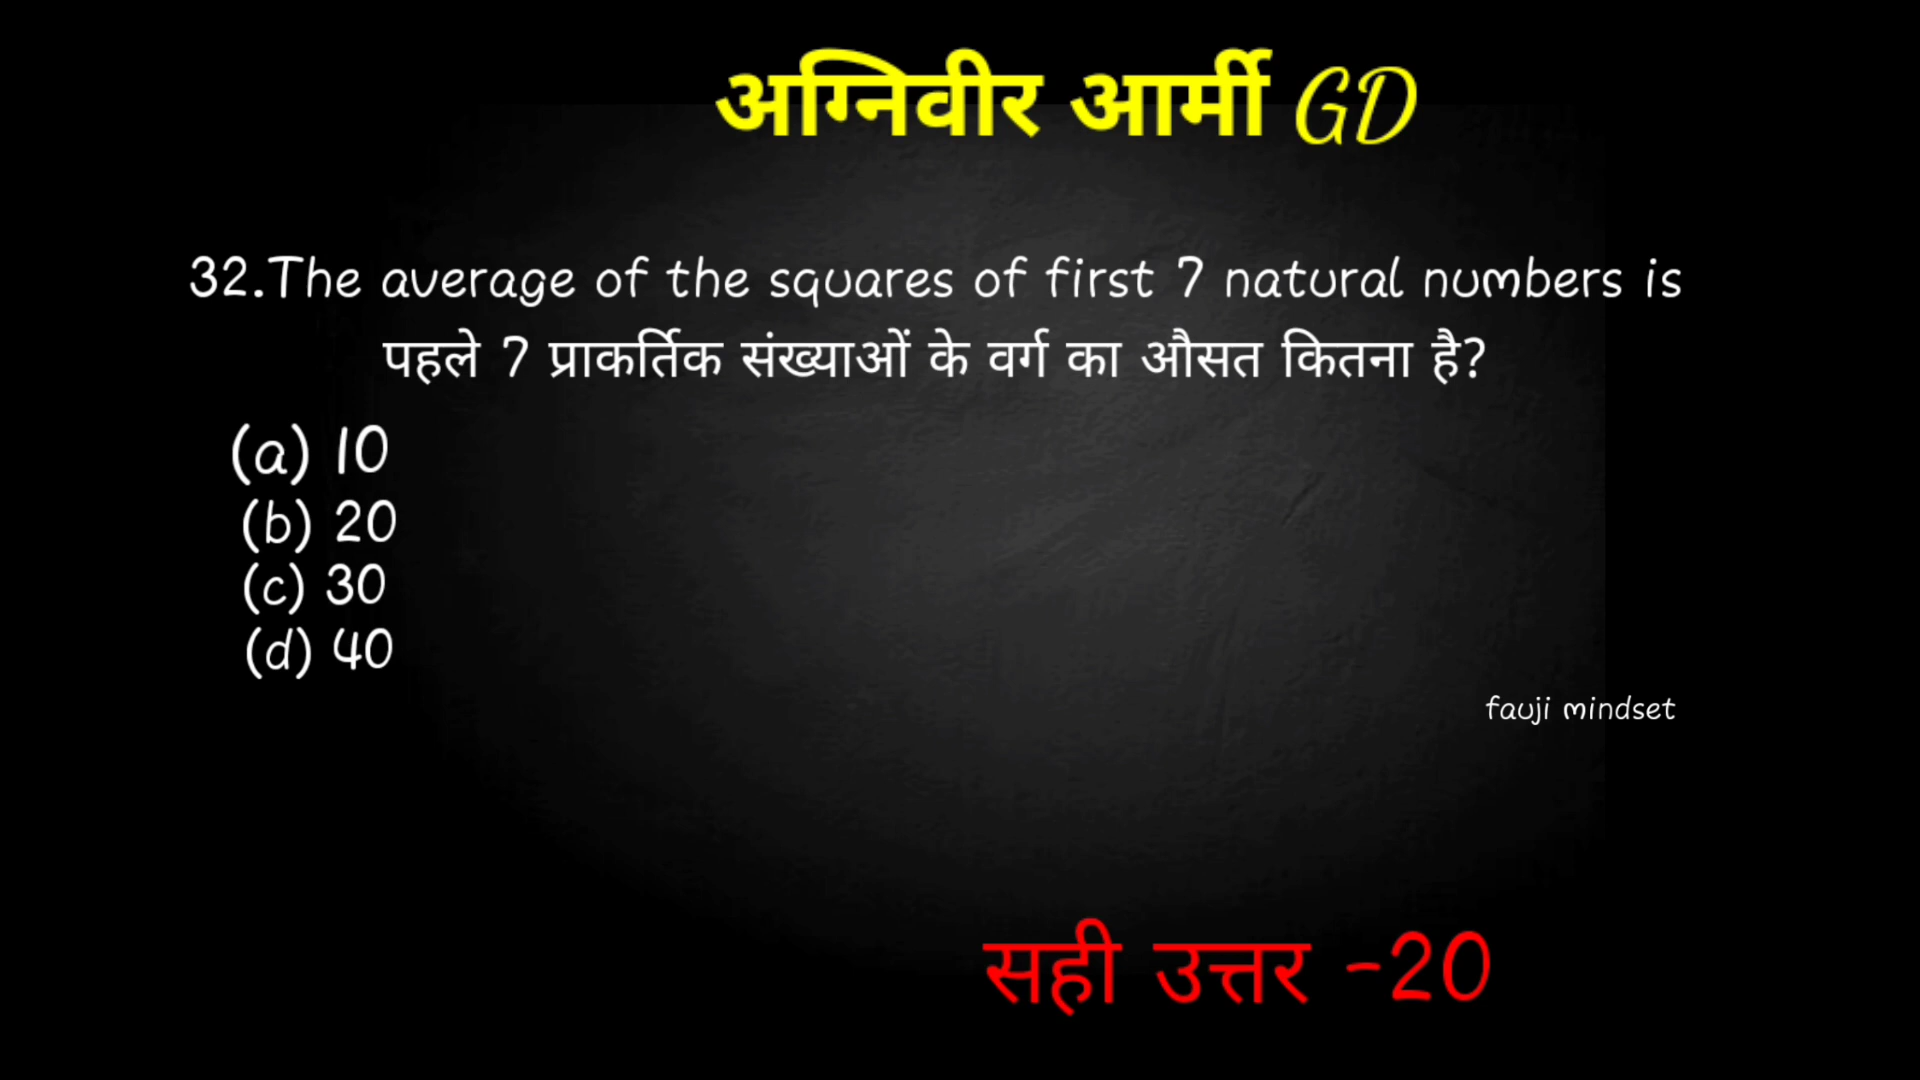 अग्निवीर आर्मी GD
32.The average of the squares of first 7 natural numbers is
पहले 7 प्राकर्तिक संख्याओं के वर्ग का औसत कितना है?
(a) 10
(b) 20
(c) 30
(d) 40
fauji mindset
सही उत्तर -20